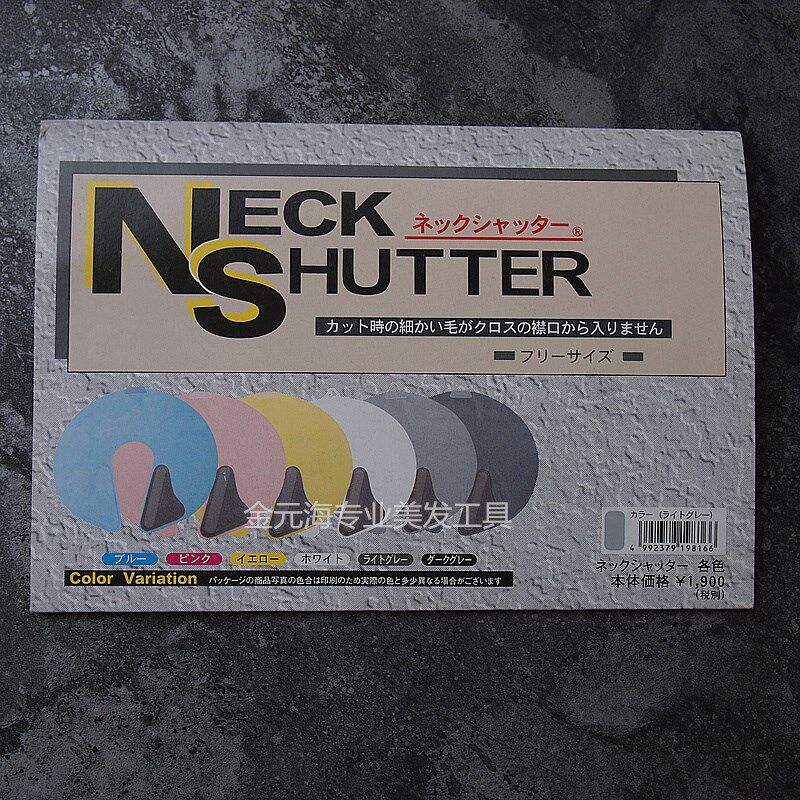 NECK
ネックシャッター®
SHUTTER
カット時の細かい毛がクロスの襟口から入りません
フリーサイズ
金元海专业美发工具
ブルー ピンク イエロー ホワイト ライトグレー ダークグレー
Color Variation パッケージの商品写真の色合は印刷のため実際の色と多少異なる場合がございます
カラー（ライトグレー）
4 992379 198166
ネックシャッター 各色
本体価格 ¥1,900
（税別）